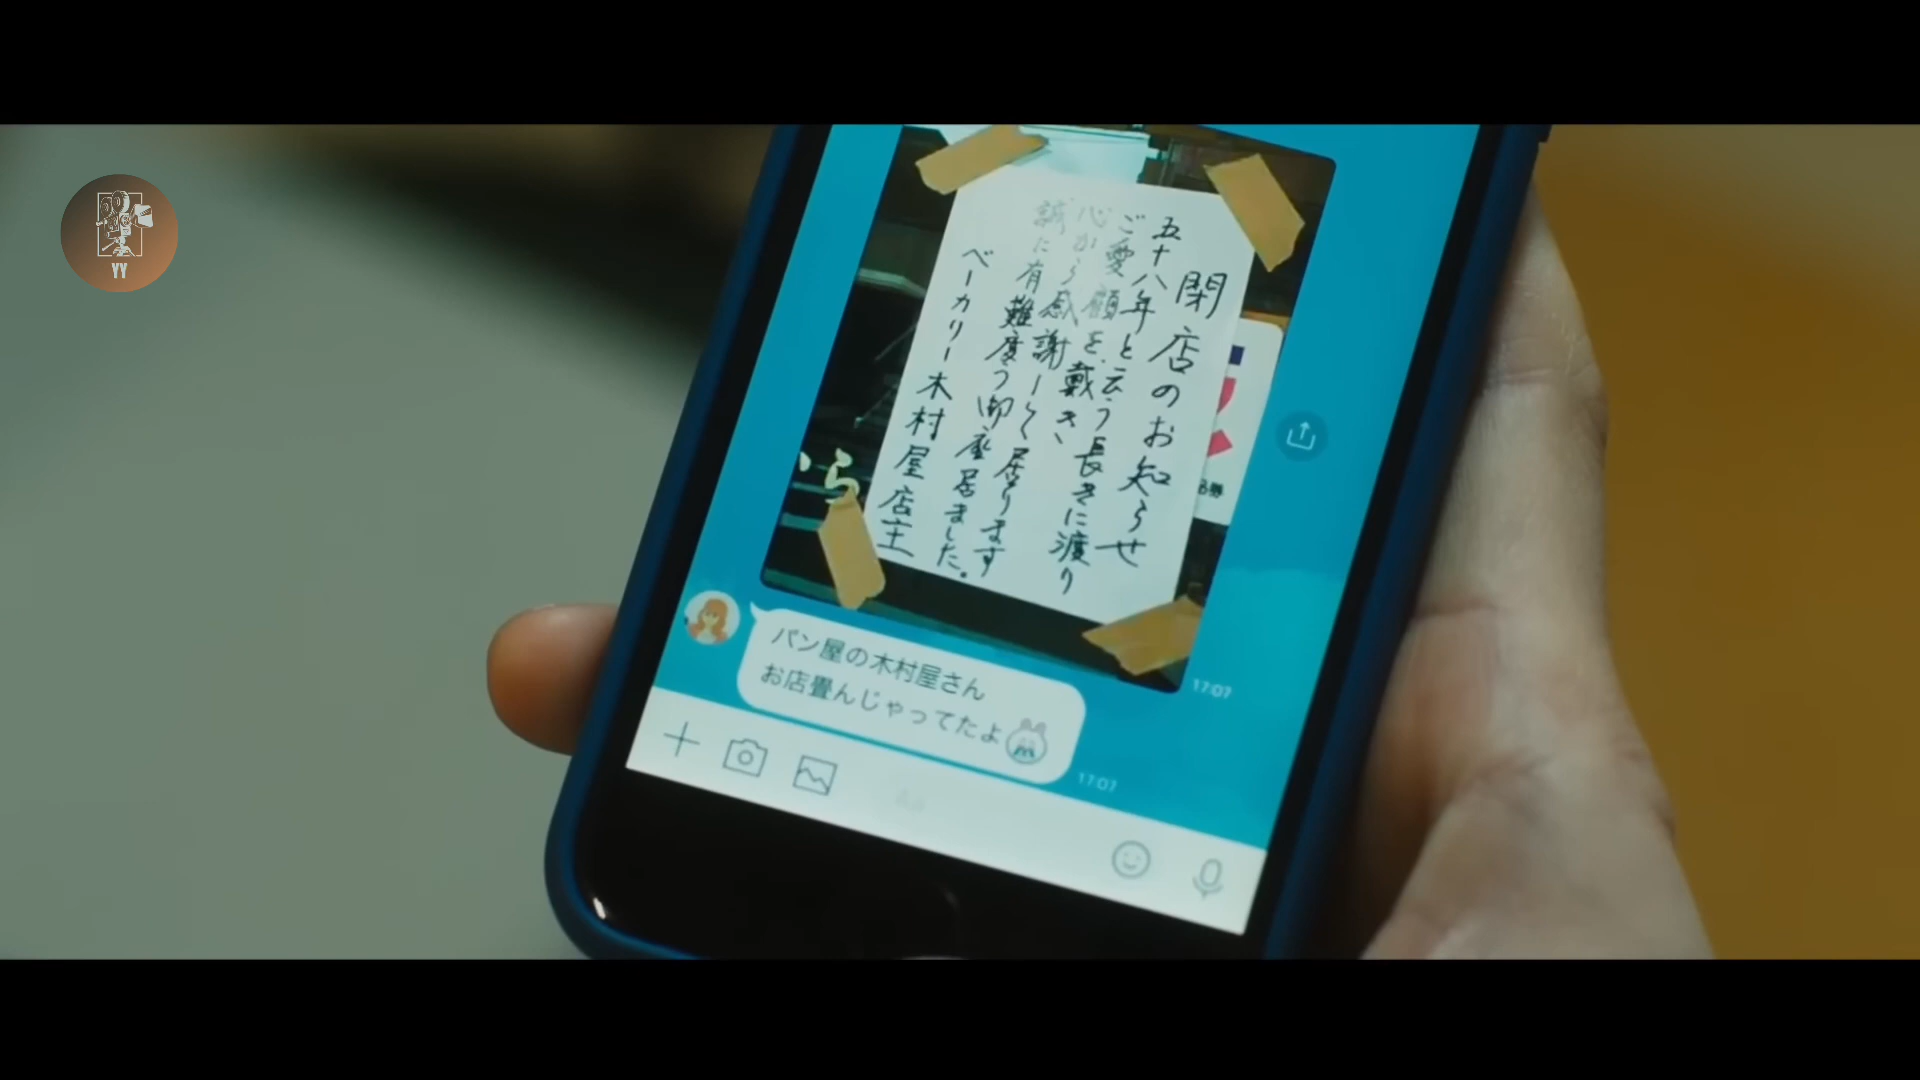 YY
閉店のお知らせ
五十八年と云う長きに渡り
ご愛顧を戴き、
心から感謝して居ります
誠に有難度う御座居ました。
ベーカリー木村屋店主
17:07
パン屋の木村屋さん
お店畳んじゃってたよ
17:07
Aa